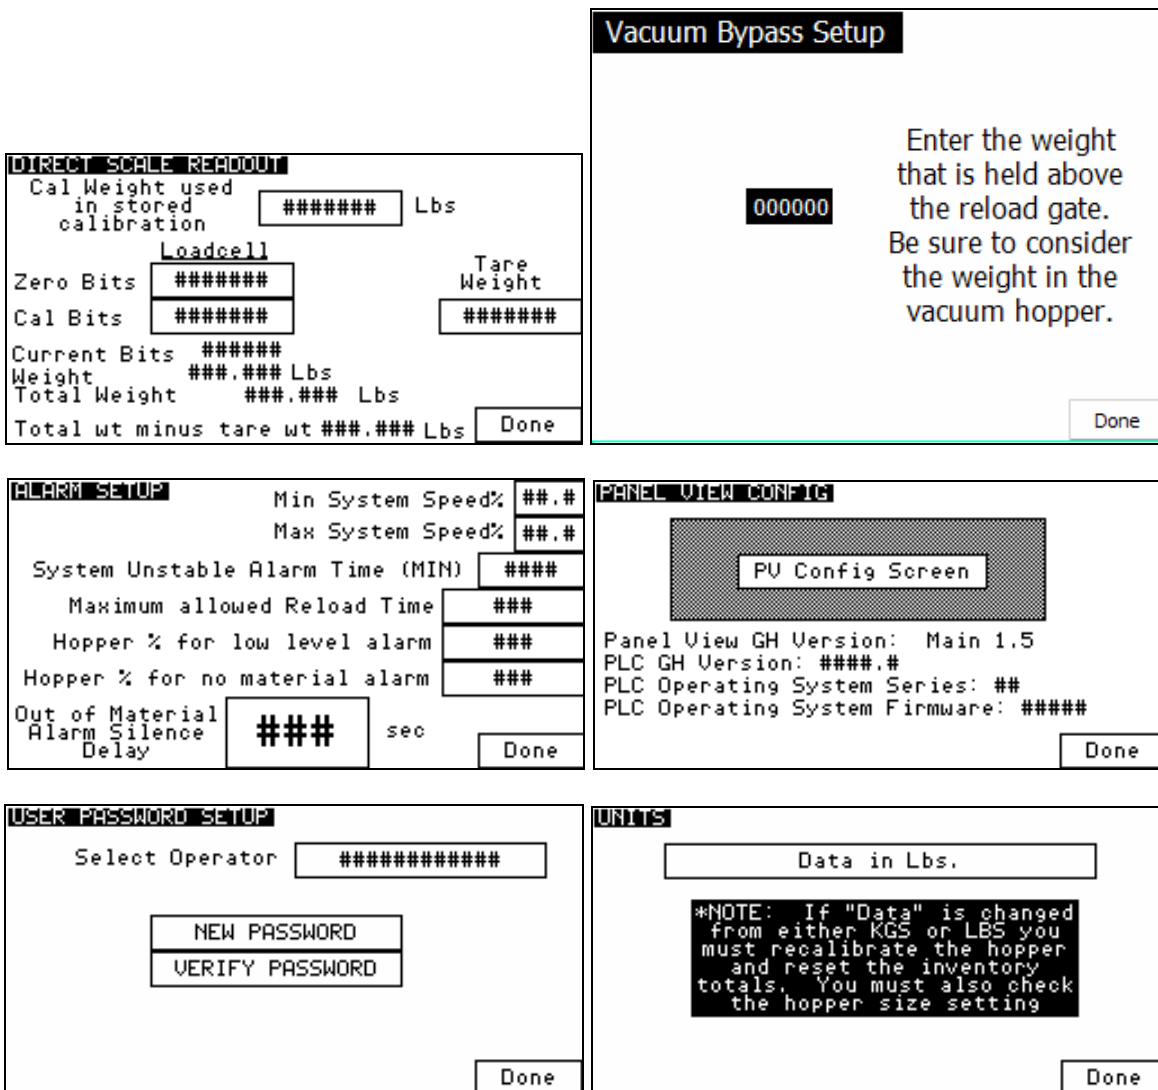 Vacuum Bypass Setup
Enter the weight
that is held above
the reload gate.
Be sure to consider
the weight in the
vacuum hopper.
000000
Done
DIRECT SCALE READOUT
Cal Weight used
in stored
calibration
####### Lbs
Loadcell
Zero Bits #######
Cal Bits #######
Tare
Weight
#######
Current Bits ######
Weight ###.### Lbs
Total Weight ###.### Lbs
Total wt minus tare wt ###.### Lbs
Done
ALARM SETUP
Min System Speed% ##.#
Max System Speed% ##.#
System Unstable Alarm Time (MIN) ####
Maximum allowed Reload Time ###
Hopper % for low level alarm ###
Hopper % for no material alarm ###
Out of Material
Alarm Silence
Delay
### sec
Done
PANEL VIEW CONFIG
PV Config Screen
Panel View GH Version: Main 1.5
PLC GH Version: ####.#
PLC Operating System Series: ##
PLC Operating System Firmware: #####
Done
USER PASSWORD SETUP
Select Operator ############
NEW PASSWORD
VERIFY PASSWORD
Done
UNITS
Data in Lbs.
*NOTE: If "Data" is changed
from either KGS or LBS you
must recalibrate the hopper
and reset the inventory
totals. You must also check
the hopper size setting
Done